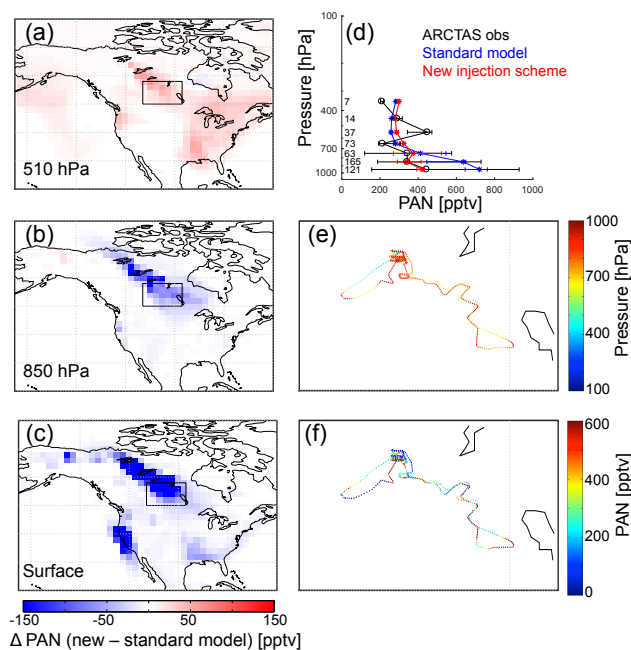 (a)
510 hPa
(b)
850 hPa
(c)
Surface
-150 -50 50 150
Δ PAN (new – standard model) [pptv]
(d)
ARCTAS obs
Standard model
New injection scheme
Pressure [hPa]
100
400
600
800
1000
7
14
37
73
63
165
121
0 200 400 600 800 1000
PAN [pptv]
(e)
1000
700
400
100
Pressure [hPa]
(f)
600
400
200
0
PAN [pptv]